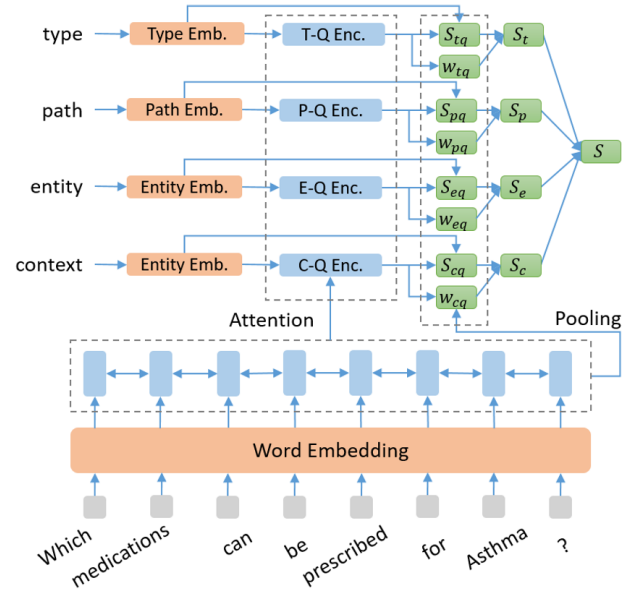 type Type Emb. T-Q Enc. S_tq S_t
w_tq
path Path Emb. P-Q Enc. S_pq S_p
w_pq
S
entity Entity Emb. E-Q Enc. S_eq S_e
w_eq
context Entity Emb. C-Q Enc. S_cq S_c
w_cq
Attention Pooling
Word Embedding
Which medications can be prescribed for Asthma ?